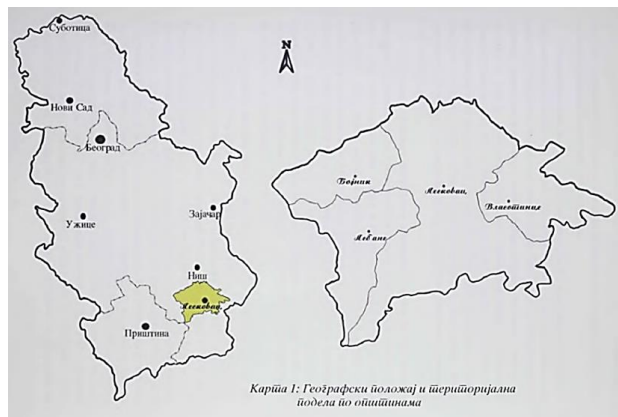 Суботица
N
Нови Сад
Београд
Ужице
Зајачар
Ниш
Лесковац
Приштина
Бојник
Лесковац
Власотинце
Лебане
Карта 1: Географски положај и територијална
подела по општинама